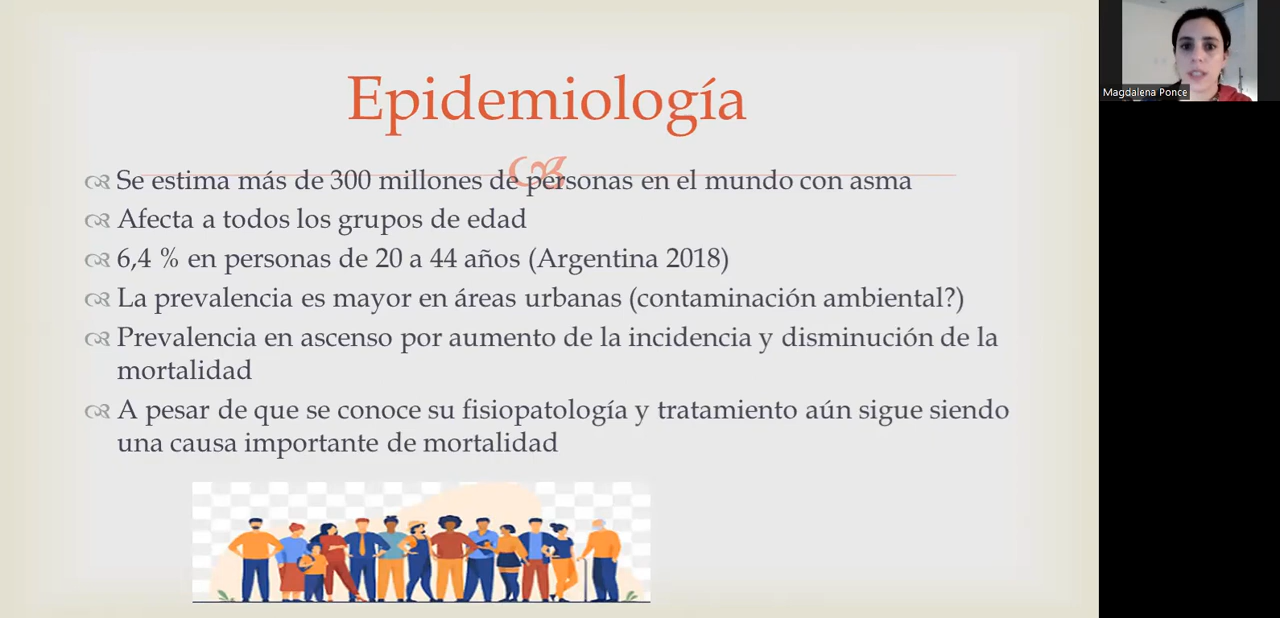 Epidemiología
Se estima más de 300 millones de personas en el mundo con asma
Afecta a todos los grupos de edad
6,4 % en personas de 20 a 44 años (Argentina 2018)
La prevalencia es mayor en áreas urbanas (contaminación ambiental?)
Prevalencia en ascenso por aumento de la incidencia y disminución de la
mortalidad
A pesar de que se conoce su fisiopatología y tratamiento aún sigue siendo
una causa importante de mortalidad
Magdalena Ponce